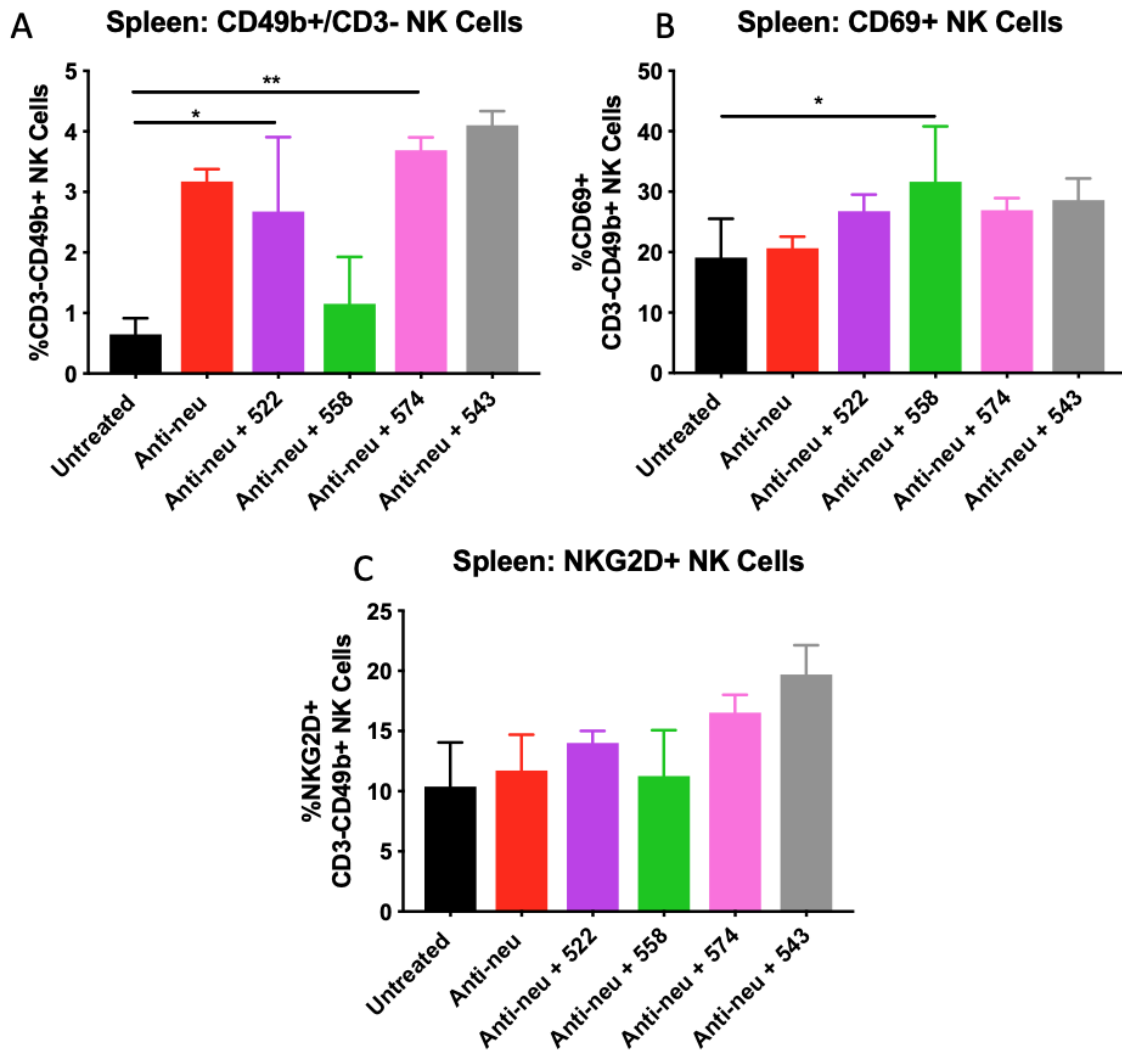 A
Spleen: CD49b+/CD3- NK Cells
%CD3-CD49b+ NK Cells
5
4
3
2
1
0
**
*
Untreated
Anti-neu
Anti-neu + 522
Anti-neu + 558
Anti-neu + 574
Anti-neu + 543
B
Spleen: CD69+ NK Cells
%CD69+
CD3-CD49b+ NK Cells
50
40
30
20
10
0
*
Untreated
Anti-neu
Anti-neu + 522
Anti-neu + 558
Anti-neu + 574
Anti-neu + 543
C
Spleen: NKG2D+ NK Cells
%NKG2D+
CD3-CD49b+ NK Cells
25
20
15
10
5
0
Untreated
Anti-neu
Anti-neu + 522
Anti-neu + 558
Anti-neu + 574
Anti-neu + 543